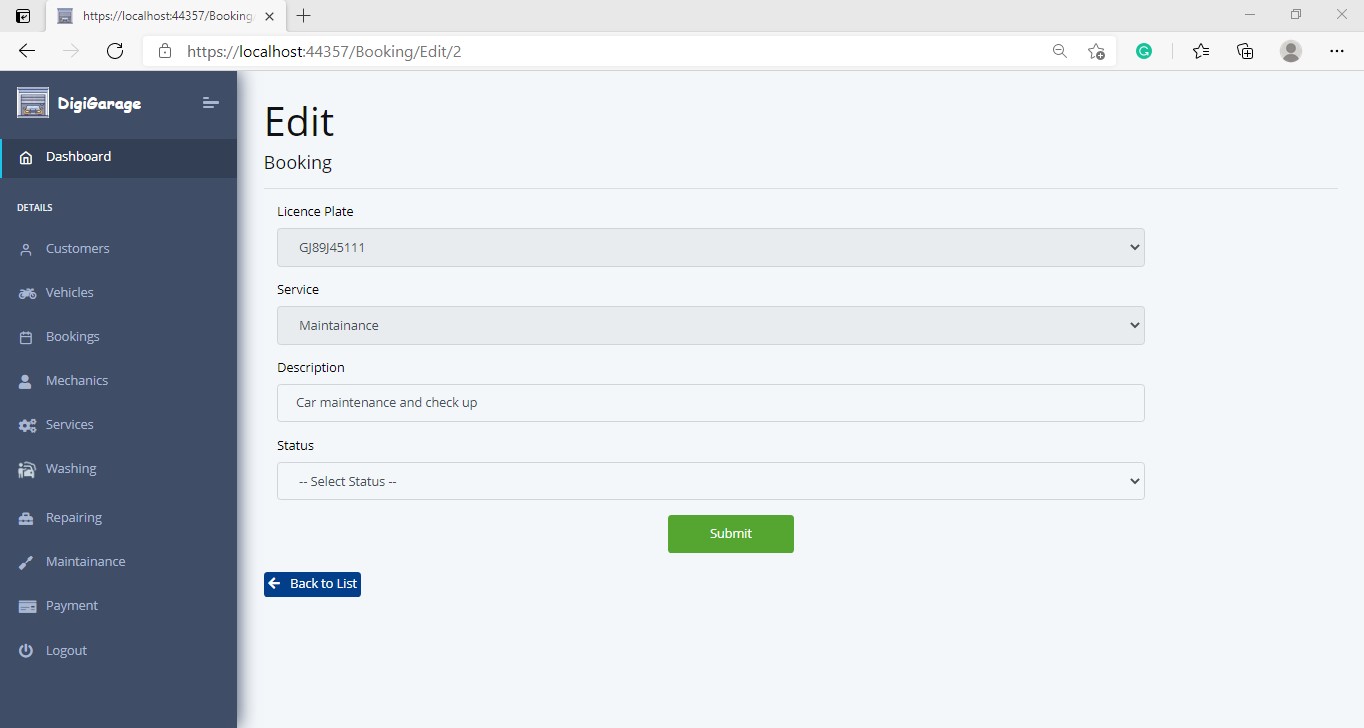 https://localhost:44357/Booking
https://localhost:44357/Booking/Edit/2
DigiGarage
Dashboard
DETAILS
Customers
Vehicles
Bookings
Mechanics
Services
Washing
Repairing
Maintainance
Payment
Logout
Edit
Booking
Licence Plate
GJ89J45111
Service
Maintainance
Description
Car maintenance and check up
Status
-- Select Status --
Submit
Back to List